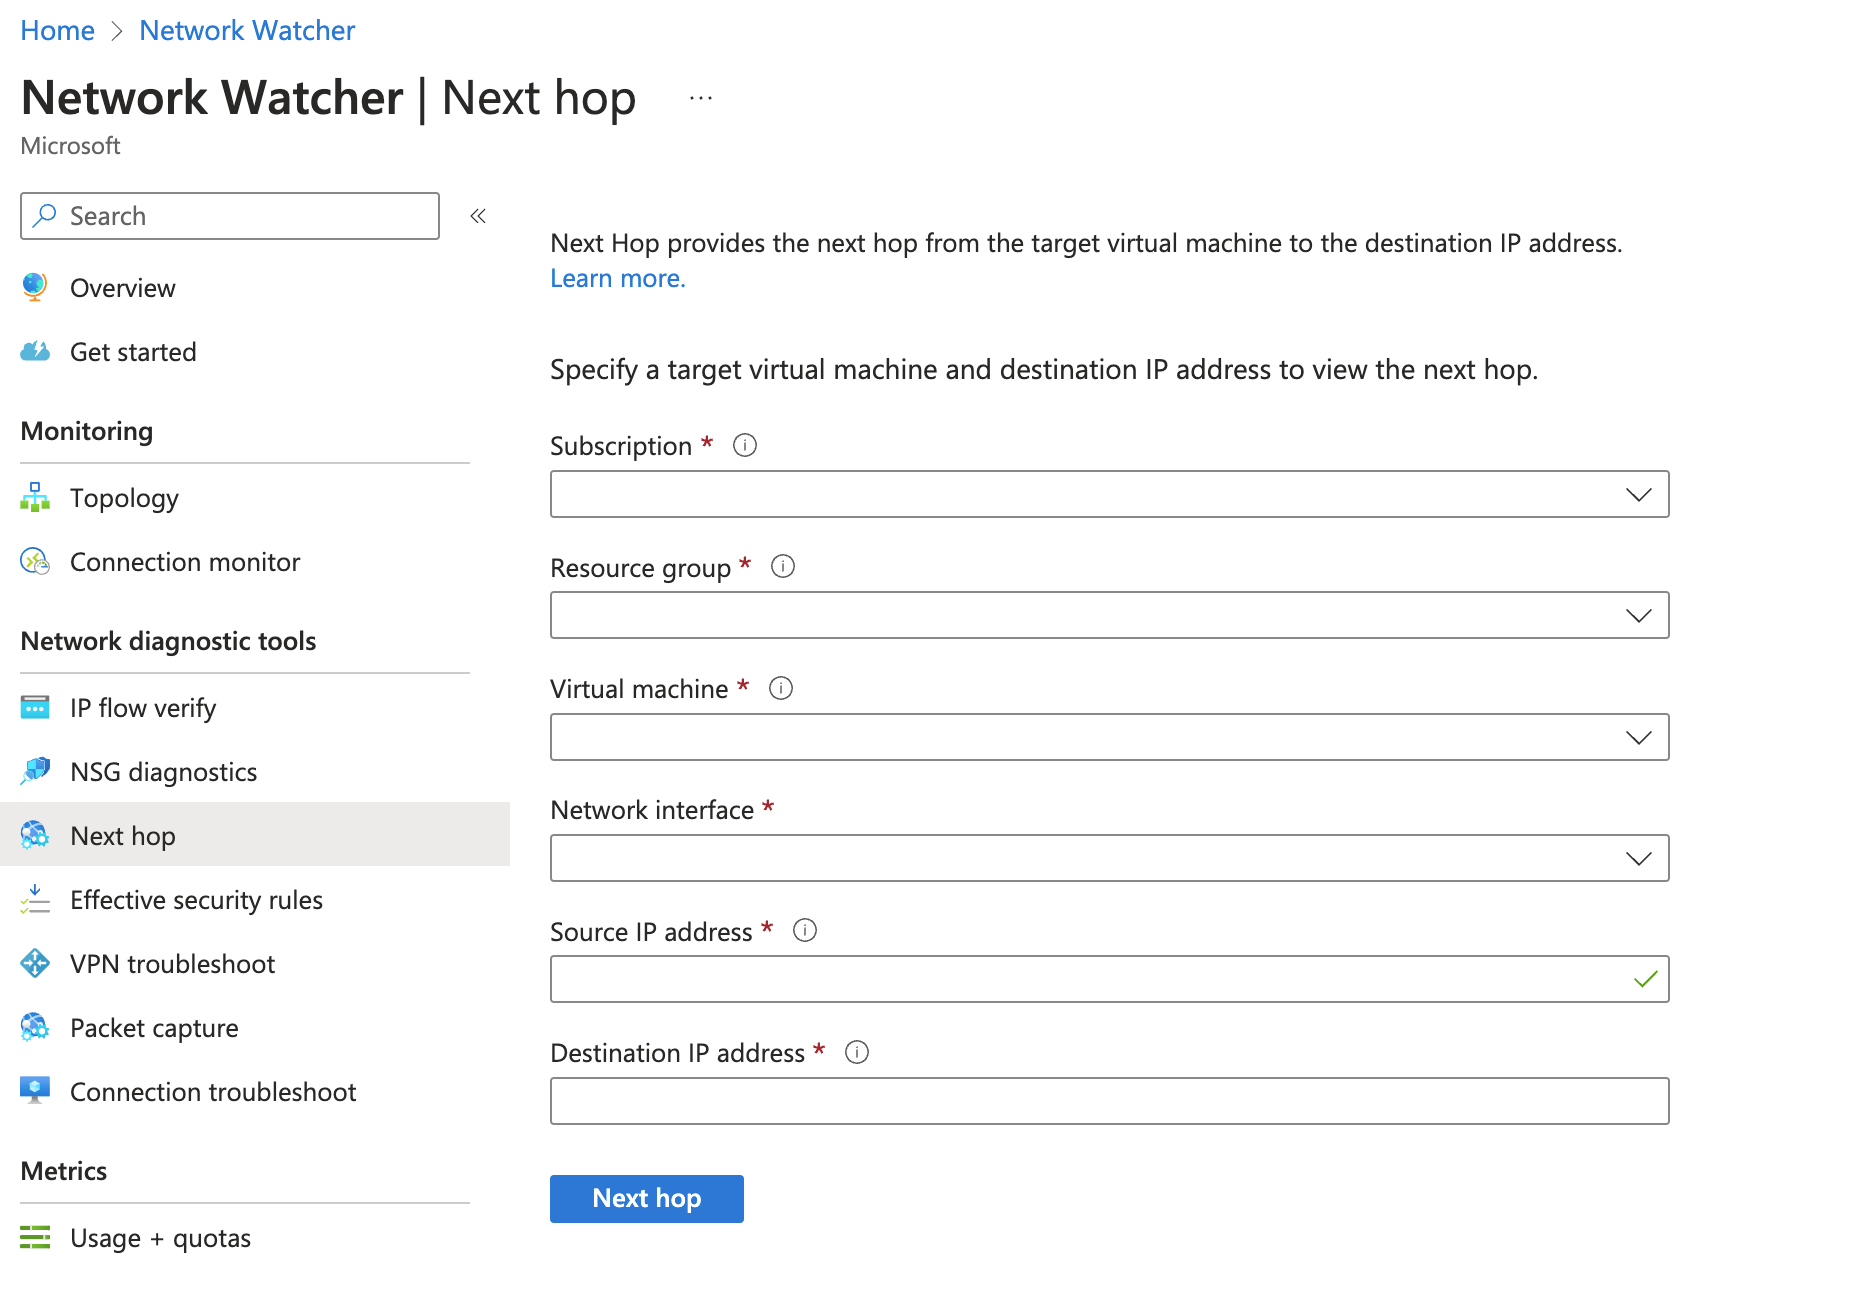 Home > Network Watcher
Network Watcher | Next hop ...
Microsoft
Search «
Overview
Get started
Monitoring
Topology
Connection monitor
Network diagnostic tools
IP flow verify
NSG diagnostics
Next hop
Effective security rules
VPN troubleshoot
Packet capture
Connection troubleshoot
Metrics
Usage + quotas
Next Hop provides the next hop from the target virtual machine to the destination IP address.
Learn more.
Specify a target virtual machine and destination IP address to view the next hop.
Subscription *
Resource group *
Virtual machine *
Network interface *
Source IP address *
Destination IP address *
Next hop